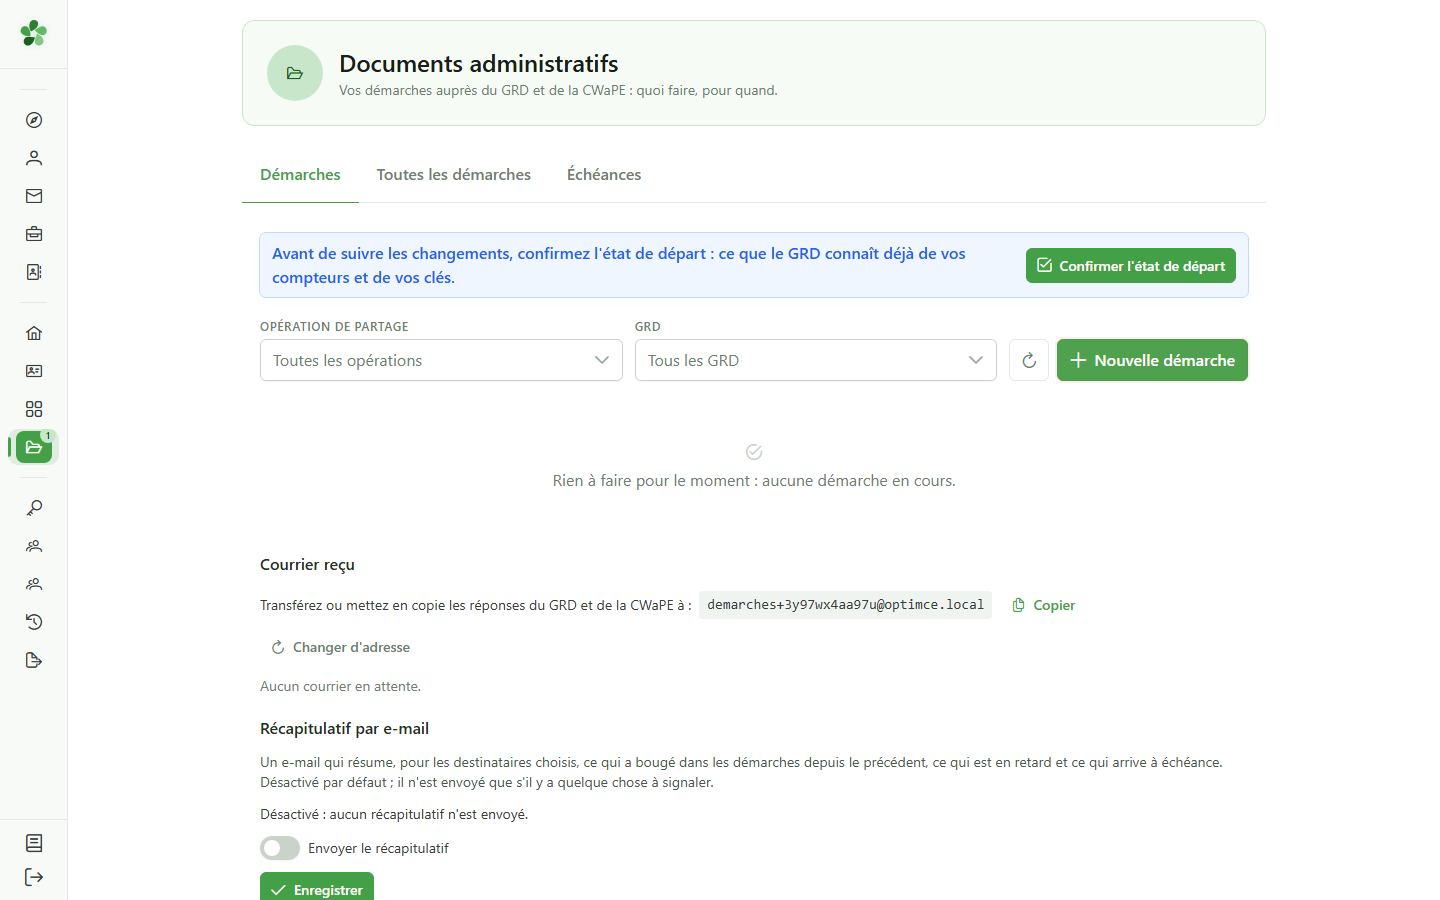 Documents administratifs
Vos démarches auprès du GRD et de la CWaPE : quoi faire, pour quand.
Démarches
Toutes les démarches
Échéances
Avant de suivre les changements, confirmez l'état de départ : ce que le GRD connaît déjà de vos
compteurs et de vos clés.
Confirmer l'état de départ
OPÉRATION DE PARTAGE
GRD
Toutes les opérations
Tous les GRD
Nouvelle démarche
1
Rien à faire pour le moment : aucune démarche en cours.
Courrier reçu
Transférez ou mettez en copie les réponses du GRD et de la CWaPE à :
demarches+3y97wx4aa97u@optimce.local
Copier
Changer d'adresse
Aucun courrier en attente.
Récapitulatif par e-mail
Un e-mail qui résume, pour les destinataires choisis, ce qui a bougé dans les démarches depuis le précédent, ce qui est en retard et ce qui arrive à échéance.
Désactivé par défaut ; il n'est envoyé que s'il y a quelque chose à signaler.
Désactivé : aucun récapitulatif n'est envoyé.
Envoyer le récapitulatif
Enregistrer